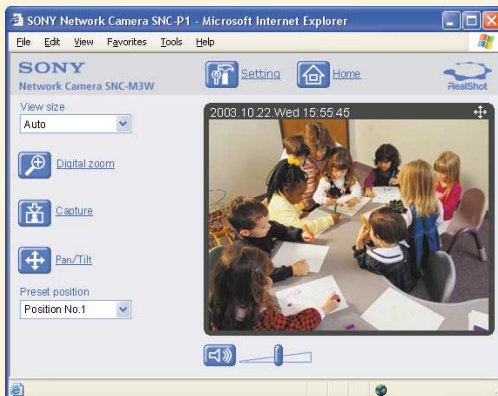 SONY Network Camera SNC-P1 - Microsoft Internet Explorer
File Edit View Favorites Tools Help
SONY
Network Camera SNC-M3W
Setting
Home
RealShot
View size
Auto
Digital zoom
Capture
Pan/Tilt
Preset position
Position No.1
2003.10.22 Wed 15:55:45